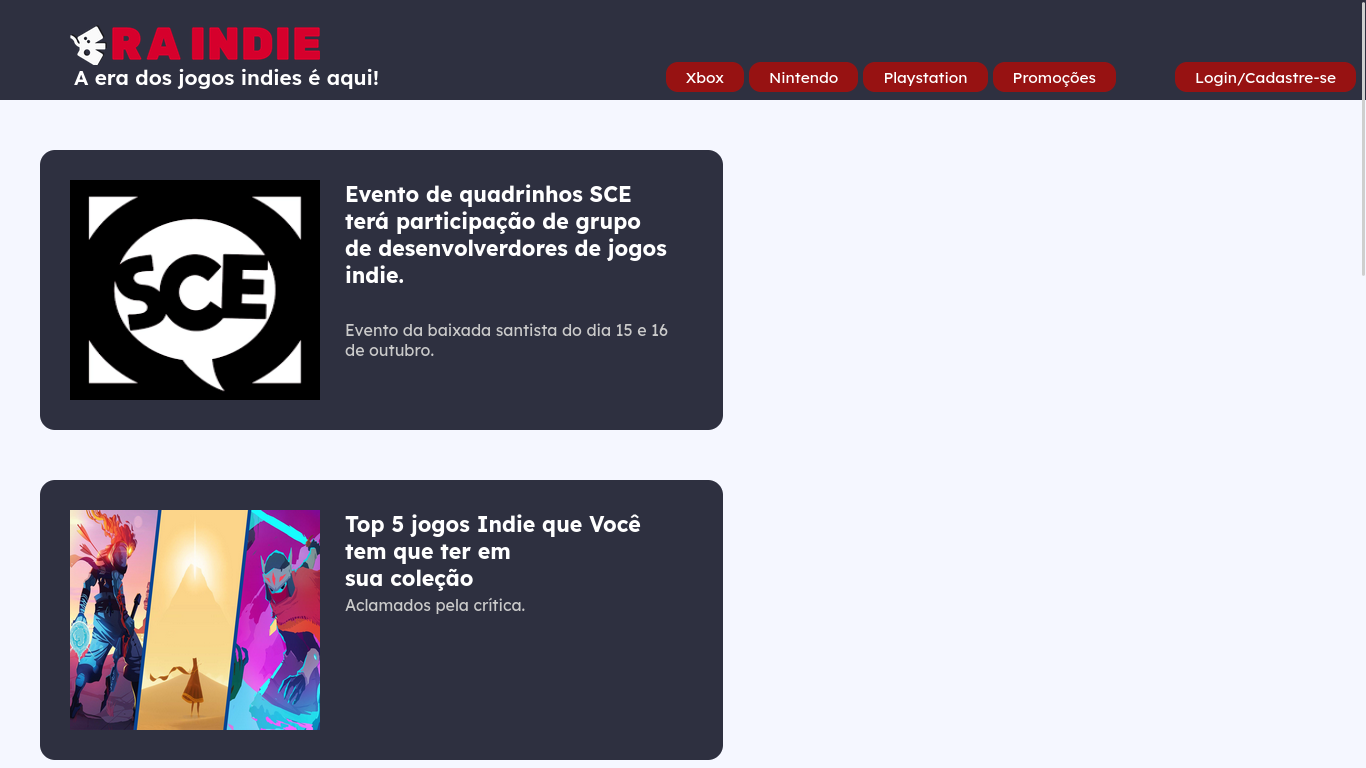 RA INDIE
A era dos jogos indies é aqui!
Xbox
Nintendo
Playstation
Promoções
Login/Cadastre-se
SCE
Evento de quadrinhos SCE
terá participação de grupo
de desenvolverdores de jogos
indie.
Evento da baixada santista do dia 15 e 16
de outubro.
Top 5 jogos Indie que Você
tem que ter em
sua coleção
Aclamados pela crítica.